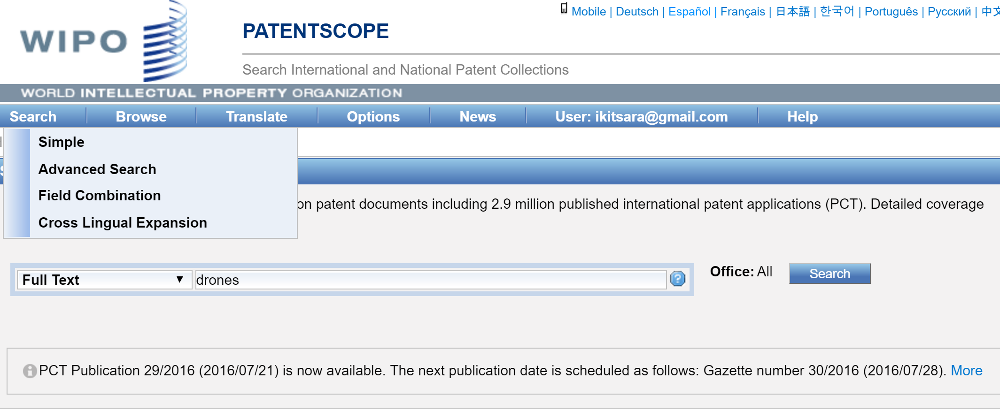 Mobile | Deutsch | Español | Français | 日本語 | 한국어 | Português | Русский | 中文
WIPO
PATENTSCOPE
Search International and National Patent Collections
WORLD INTELLECTUAL PROPERTY ORGANIZATION
Search Browse Translate Options News User: ikitsara@gmail.com Help
Simple
Advanced Search
Field Combination
on patent documents including 2.9 million published international patent applications (PCT). Detailed coverage
Cross Lingual Expansion
Full Text ▼ drones Office: All Search
PCT Publication 29/2016 (2016/07/21) is now available. The next publication date is scheduled as follows: Gazette number 30/2016 (2016/07/28). More